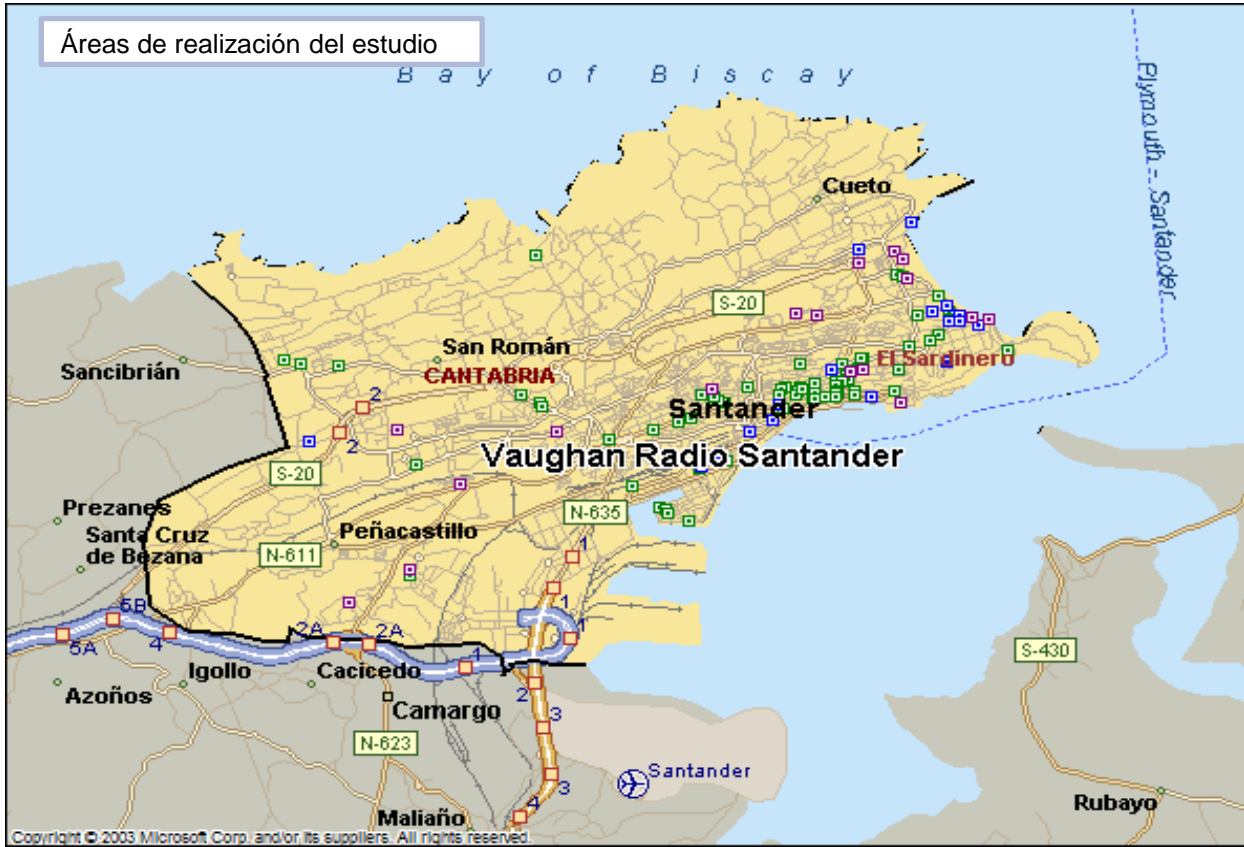 Áreas de realización del estudio
Bay of Biscay
Plymouth - Santander
Cueto
S-20
San Román
Sancibrián
CANTABRIA
El Sardinero
2
2
Santander
Vaughan Radio Santander
S-20
Prezanes
Santa Cruz
de Bezana
N-635
Peñacastillo
N-611
1
1
1
5B
5A
4
2A
2A
1
S-430
Igollo
Cacicedo
Azoños
2
Camargo
3
N-623
Santander
3
4
Maliaño
Rubayo
Copyright © 2003 Microsoft Corp. and/or its suppliers. All rights reserved.